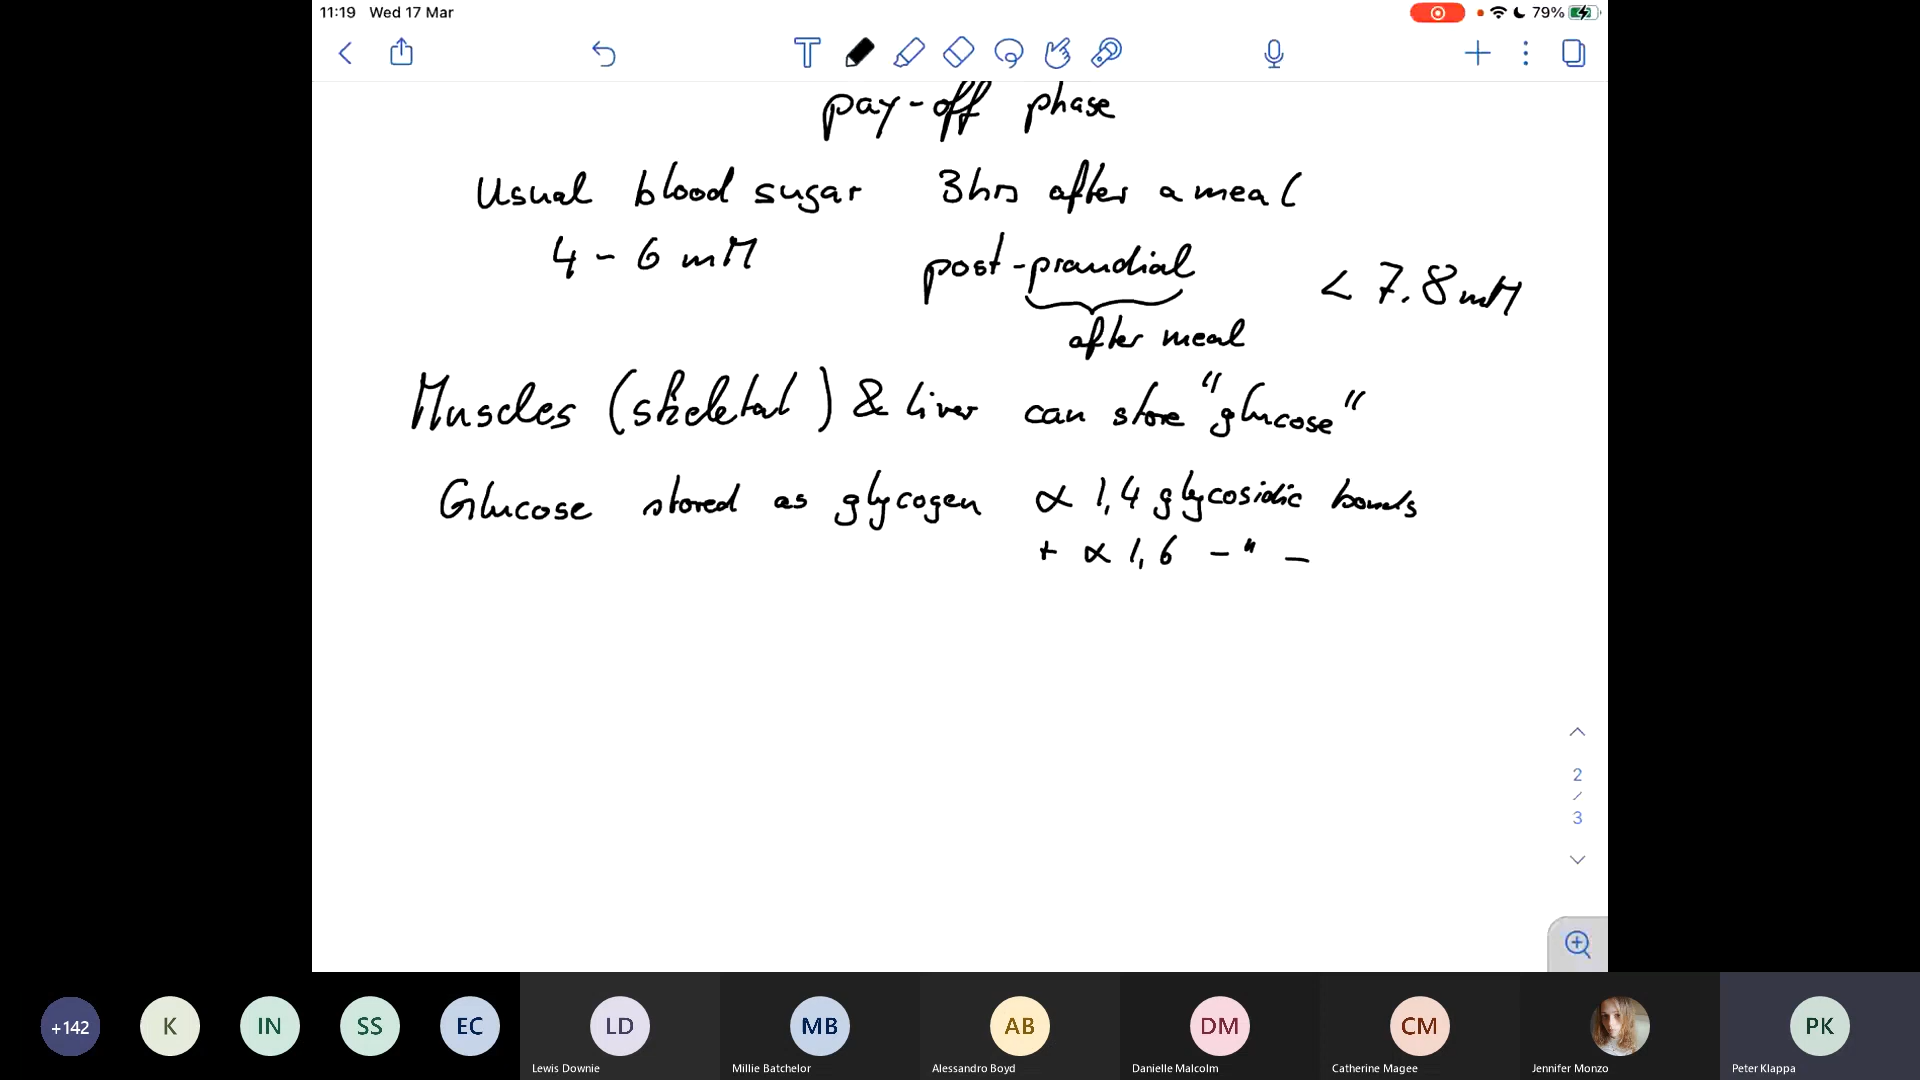 11:19 Wed 17 Mar
79%
pay-off phase
Usual blood sugar 3hrs after a meal
4 - 6 mM post-prandial < 7.8 mM
after meal
Muscles (skeletal) & liver can store "glucose"
Glucose stored as glycogen α 1,4 glycosidic bonds
+ α 1,6 - " -
2
/
3
+142 K IN SS EC LD MB AB DM CM PK
Lewis Downie Millie Batchelor Alessandro Boyd Danielle Malcolm Catherine Magee Jennifer Monzo Peter Klappa